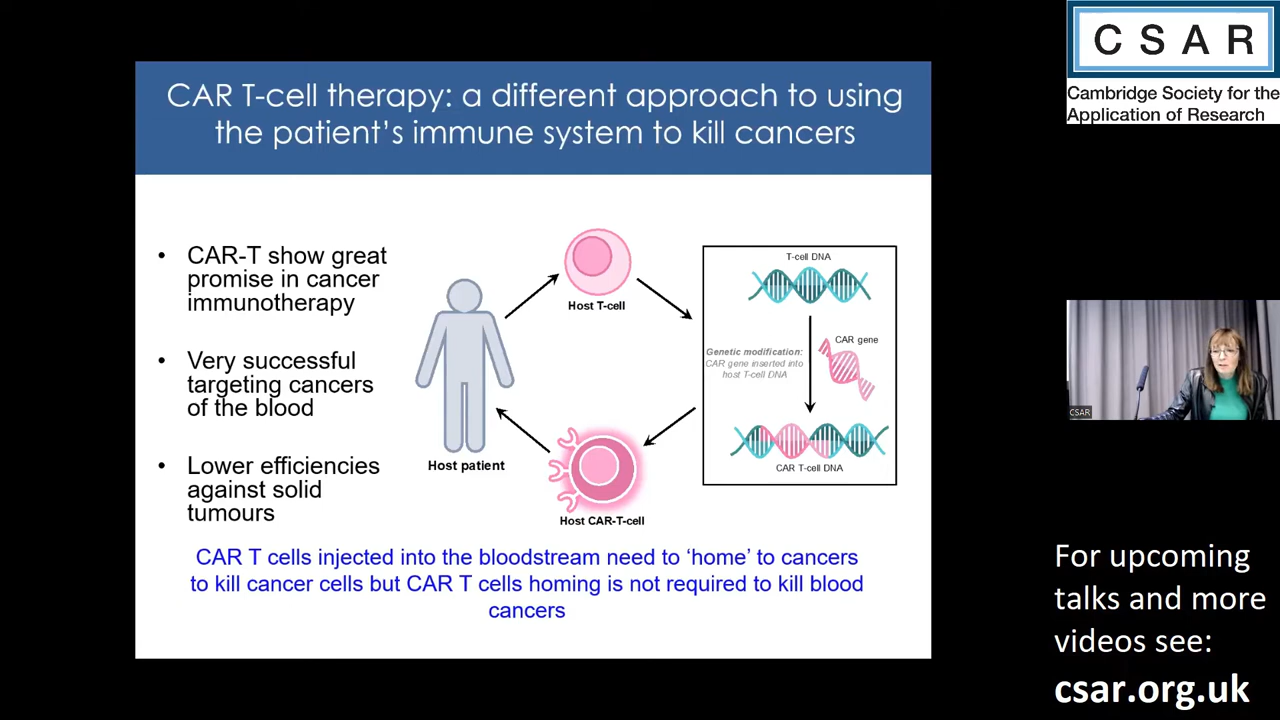 CAR T-cell therapy: a different approach to using
the patient's immune system to kill cancers
• CAR-T show great
promise in cancer
immunotherapy
• Very successful
targeting cancers
of the blood
• Lower efficiencies
against solid
tumours
Host patient
Host T-cell
T-cell DNA
CAR gene
Genetic modification:
CAR gene inserted into
host T-cell DNA
CAR T-cell DNA
Host CAR-T-cell
CAR T cells injected into the bloodstream need to ‘home’ to cancers
to kill cancer cells but CAR T cells homing is not required to kill blood
cancers
CSAR
Cambridge Society for the
Application of Research
CSAR
For upcoming
talks and more
videos see:
csar.org.uk